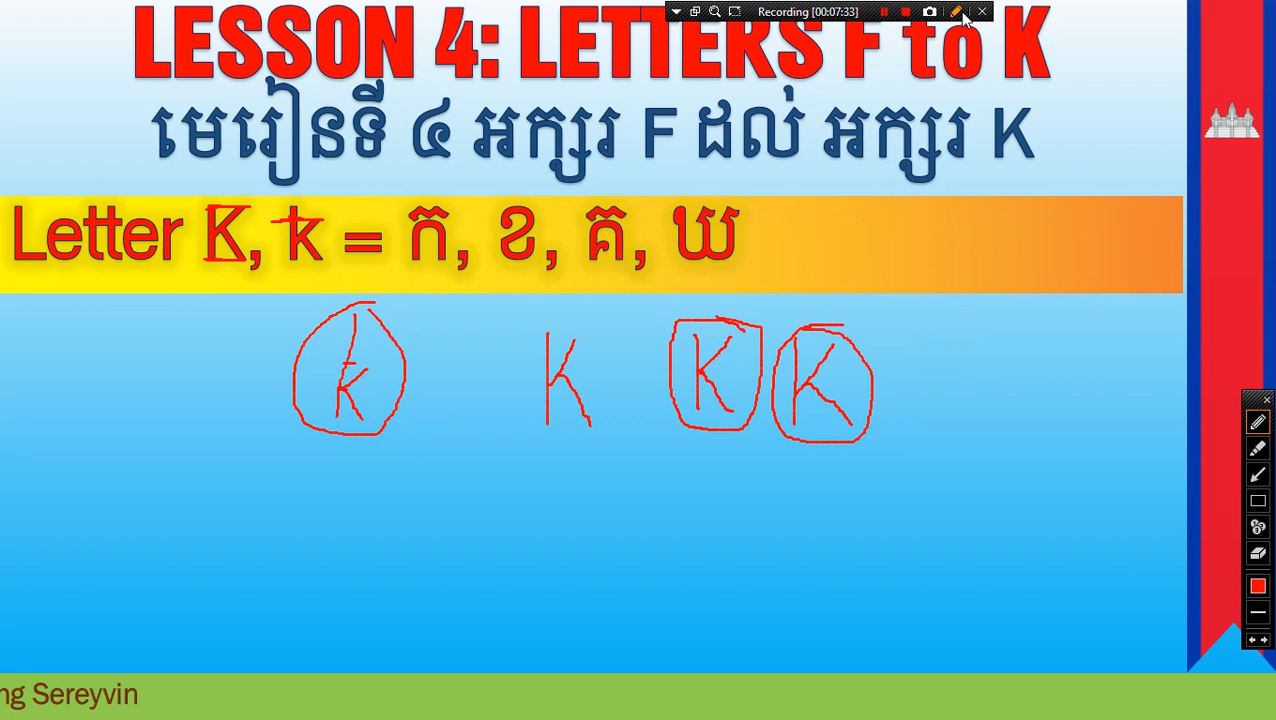 Recording [00:07:33]
LESSON 4: LETTERS F to K
មេរៀនទី ៤ អក្សរ F ដល់ អក្សរ K
Letter K, k = ក, ខ, គ, ឃ
k K K K
ng Sereyvin